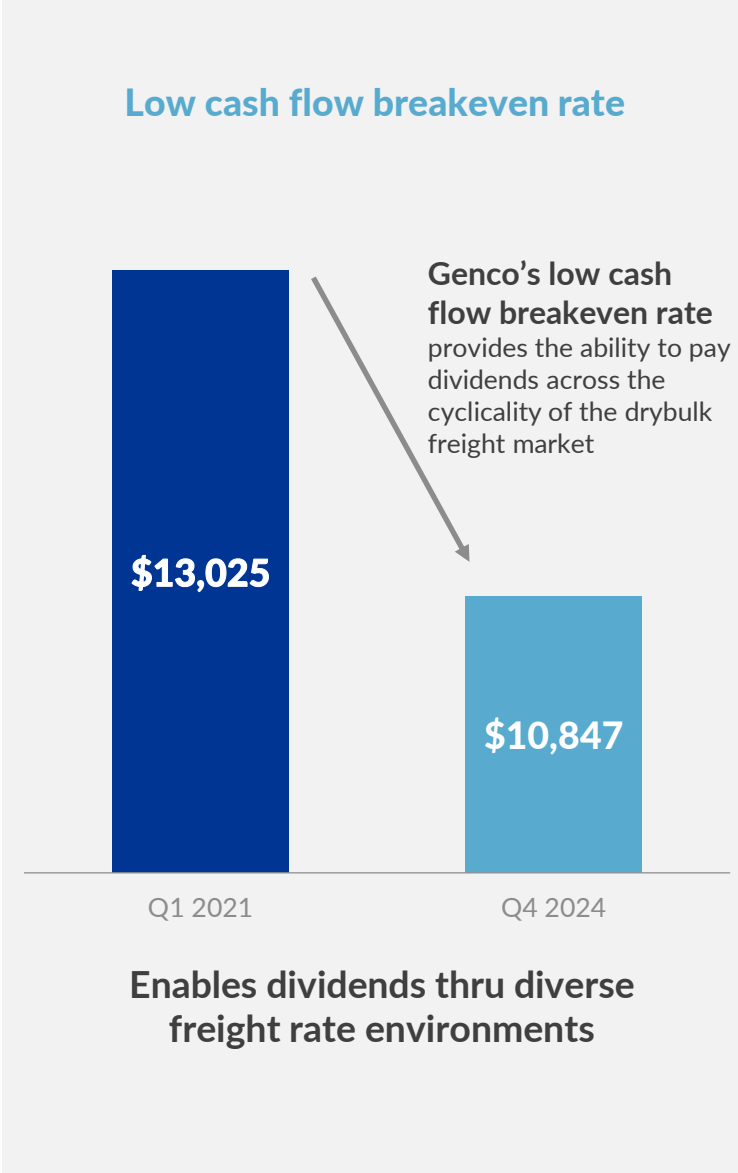 Low cash flow breakeven rate
Genco’s low cash
flow breakeven rate
provides the ability to pay
dividends across the
cyclicality of the drybulk
freight market
$13,025
$10,847
Q1 2021
Q4 2024
Enables dividends thru diverse
freight rate environments